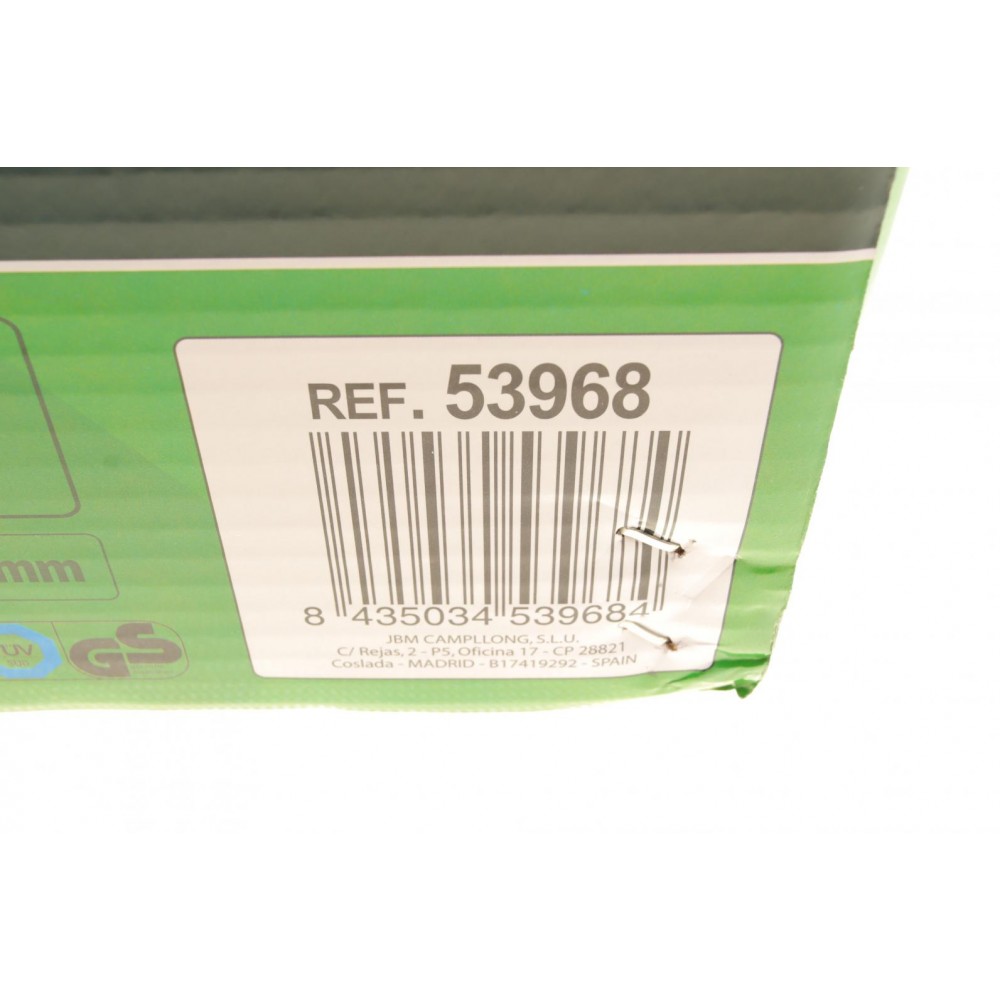 REF. 53968
mm
8 435034 539684
JBM CAMPLLONG, S.L.U.
C/ Rejas, 2 - P5, Oficina 17 - CP 28821
Coslada - MADRID - B17419292 - SPAIN
UV
GS